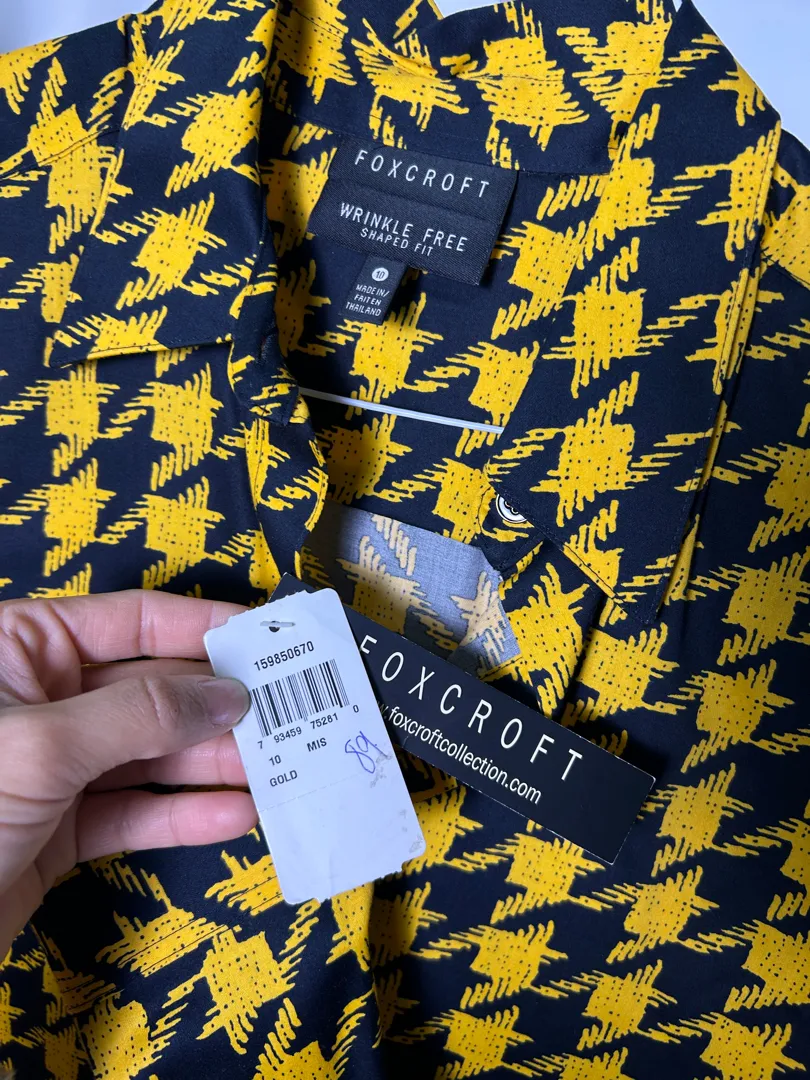 FOXCROFT
WRINKLE FREE
SHAPED FIT
10
MADE IN/
FAIT EN
THAILAND
159850670
7 93459 75281 0
10 MIS
GOLD
89
FOXCROFT
www.foxcroftcollection.com